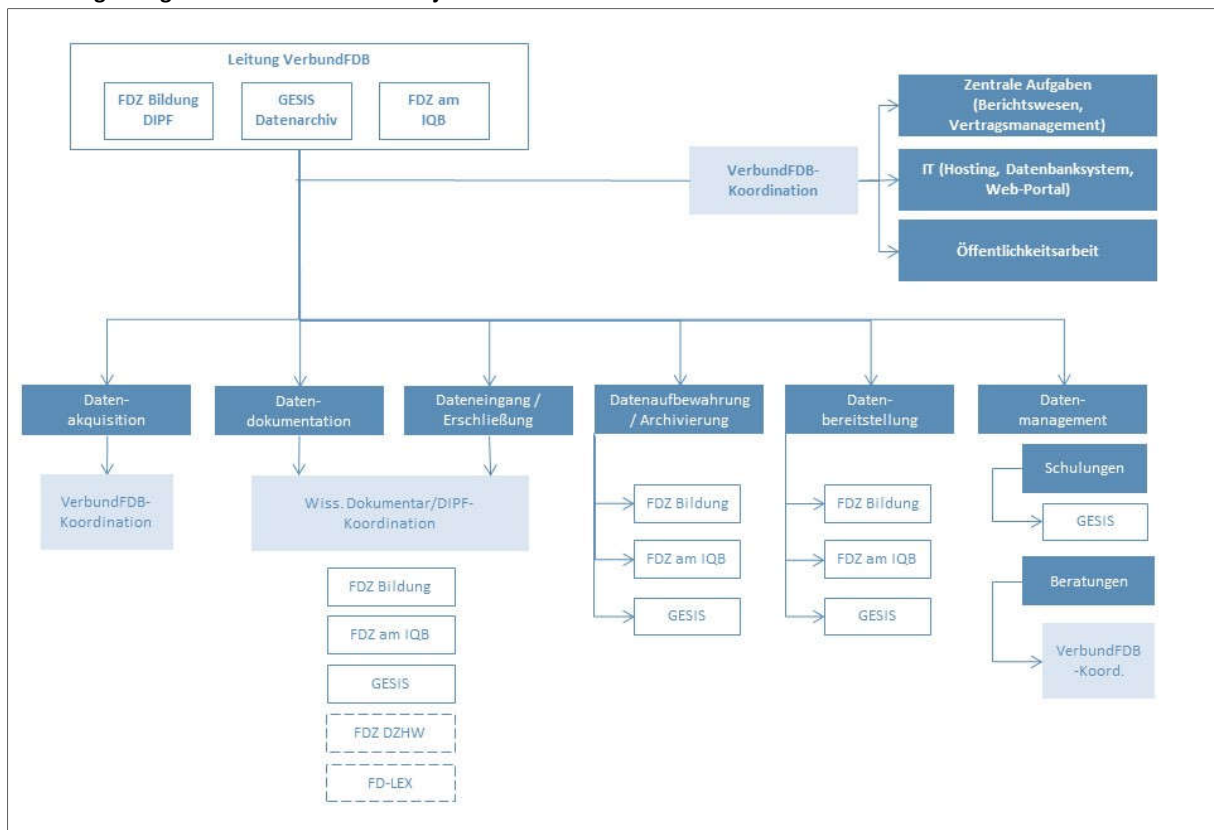 Leitung VerbundFDB
FDZ Bildung
DIPF
GESIS
Datenarchiv
FDZ am
IQB
VerbundFDB-
Koordination
Zentrale Aufgaben
(Berichtswesen,
Vertragsmanagement)
IT (Hosting, Datenbanksystem,
Web-Portal)
Öffentlichkeitsarbeit
Daten-
akquisition
VerbundFDB-
Koordination
Daten-
dokumentation
Dateneingang /
Erschließung
Wiss. Dokumentar/DIPF-
Koordination
FDZ Bildung
FDZ am IQB
GESIS
FDZ DZHW
FD-LEX
Datenaufbewahrung
/ Archivierung
FDZ Bildung
FDZ am IQB
GESIS
Daten-
bereitstellung
FDZ Bildung
FDZ am IQB
GESIS
Daten-
management
Schulungen
GESIS
Beratungen
VerbundFDB
-Koord.